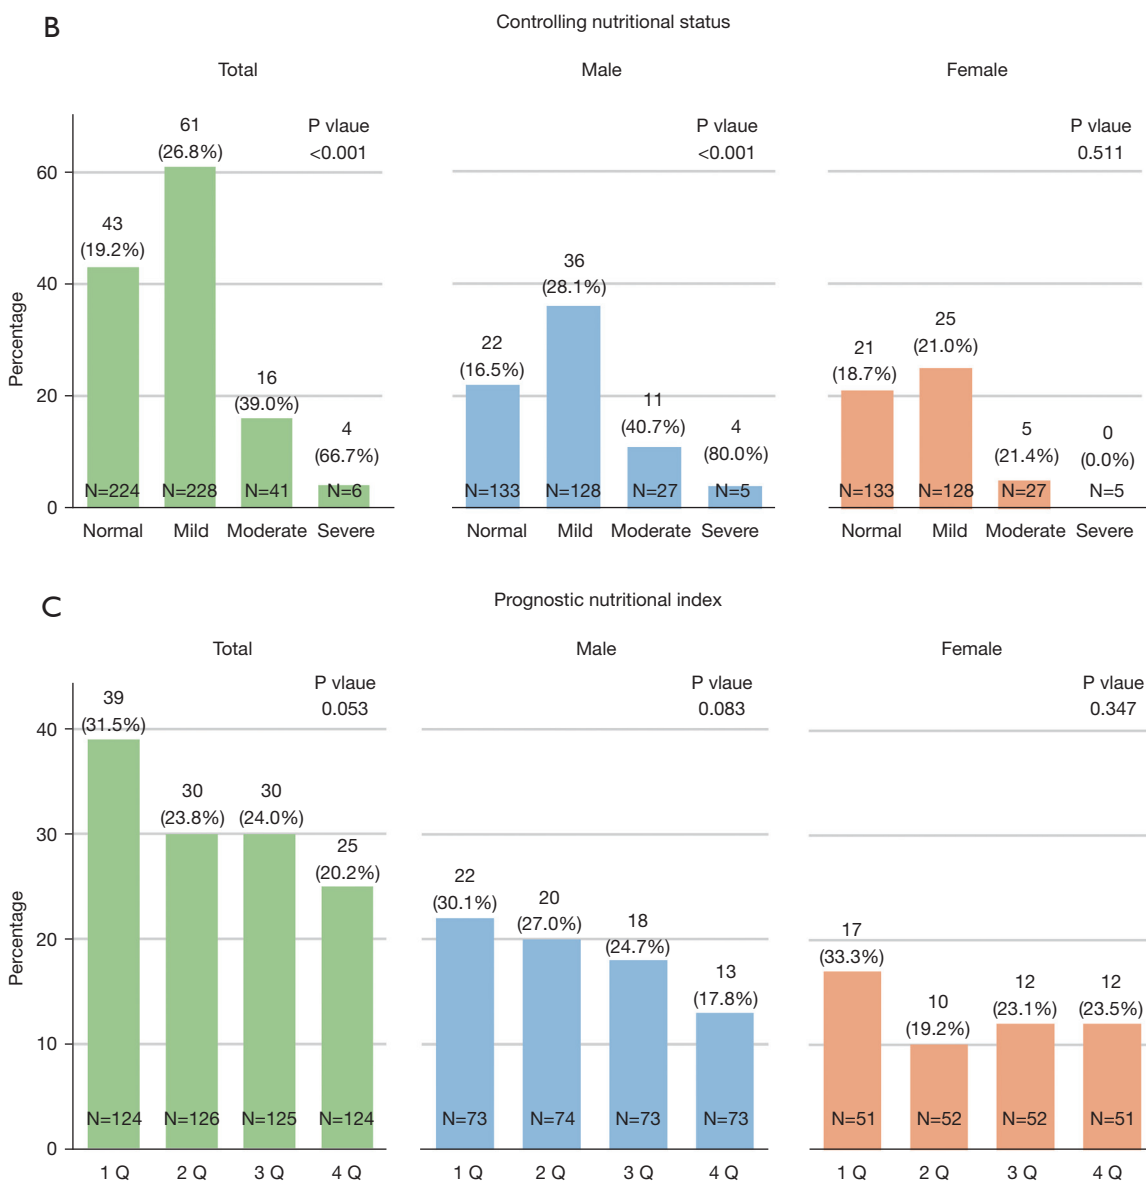 B
Controlling nutritional status
Total
Male
Female
Percentage
60
40
20
0
P vlaue
<0.001
43
(19.2%)
61
(26.8%)
16
(39.0%)
4
(66.7%)
N=224
N=228
N=41
N=6
Normal
Mild
Moderate
Severe
P vlaue
<0.001
22
(16.5%)
36
(28.1%)
11
(40.7%)
4
(80.0%)
N=133
N=128
N=27
N=5
Normal
Mild
Moderate
Severe
P vlaue
0.511
21
(18.7%)
25
(21.0%)
5
(21.4%)
0
(0.0%)
N=133
N=128
N=27
N=5
Normal
Mild
Moderate
Severe
C
Prognostic nutritional index
Total
Male
Female
Percentage
40
30
20
10
0
P vlaue
0.053
39
(31.5%)
30
(23.8%)
30
(24.0%)
25
(20.2%)
N=124
N=126
N=125
N=124
1 Q
2 Q
3 Q
4 Q
P vlaue
0.083
22
(30.1%)
20
(27.0%)
18
(24.7%)
13
(17.8%)
N=73
N=74
N=73
N=73
1 Q
2 Q
3 Q
4 Q
P vlaue
0.347
17
(33.3%)
10
(19.2%)
12
(23.1%)
12
(23.5%)
N=51
N=52
N=52
N=51
1 Q
2 Q
3 Q
4 Q